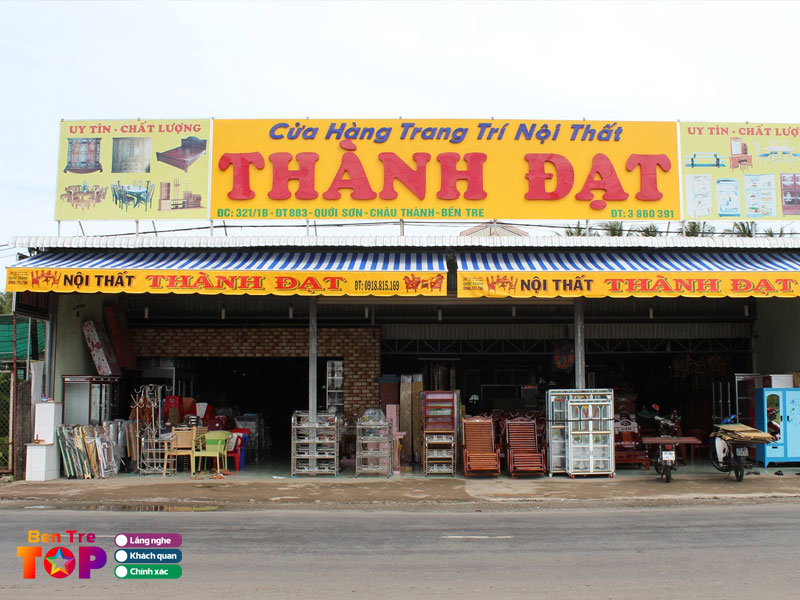 UY TÍN - CHẤT LƯỢNG
Cửa Hàng Trang Trí Nội Thất
THÀNH ĐẠT
ĐC: 321/1B - ĐT 883 - QUỚI SƠN - CHÂU THÀNH - BẾN TRE
ĐT: 3 860 391
UY TÍN - CHẤT LƯỢNG
NỘI THẤT THÀNH ĐẠT ĐT: 0918.815.169
NỘI THẤT THÀNH ĐẠT
Ben Tre
TOP
Lắng nghe
Khách quan
Chính xác